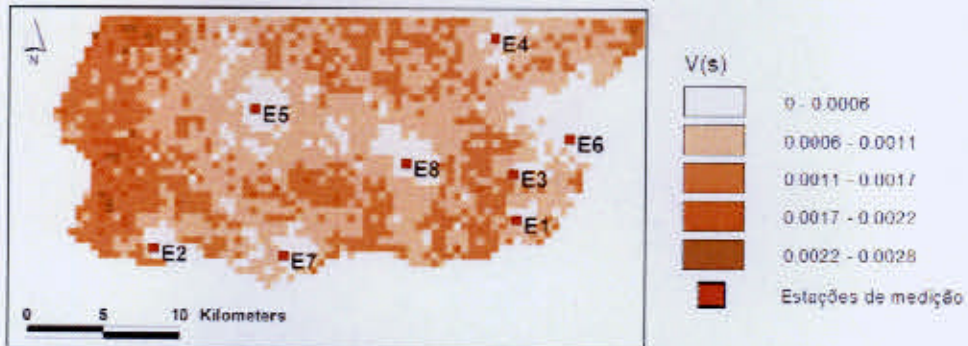 N
E4
E5
E6
E8
E3
E1
E2
E7
0 5 10 Kilometers
V(s)
0 - 0.0006
0.0006 - 0.0011
0.0011 - 0.0017
0.0017 - 0.0022
0.0022 - 0.0028
Estações de medição